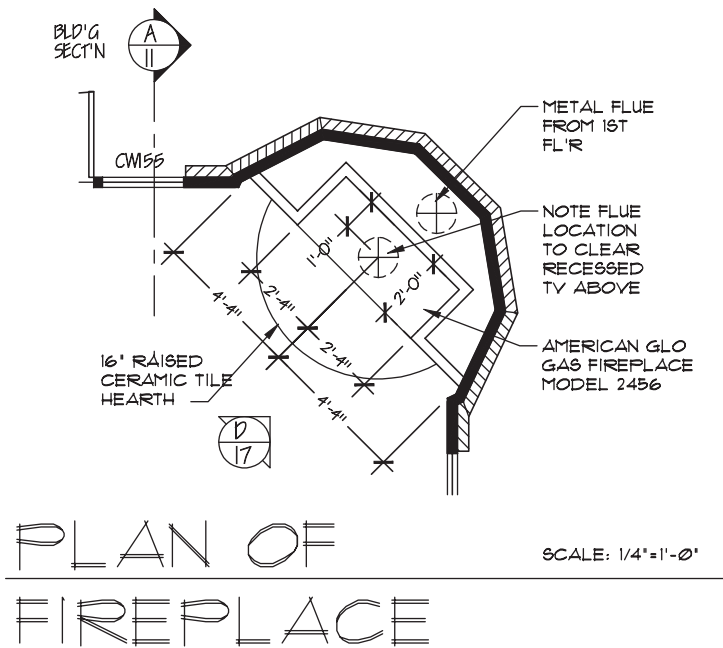 BLD'G
SECT'N
A
11
METAL FLUE
FROM 1ST
FL'R
CW155
NOTE FLUE
LOCATION
TO CLEAR
RECESSED
TV ABOVE
1'-0"
2'-0"
4'-4"
2'-4"
2'-4"
4'-4"
AMERICAN GLO
GAS FIREPLACE
MODEL 2456
16" RAISED
CERAMIC TILE
HEARTH
D
17
PLAN OF
SCALE: 1/4"=1'-0"
FIREPLACE